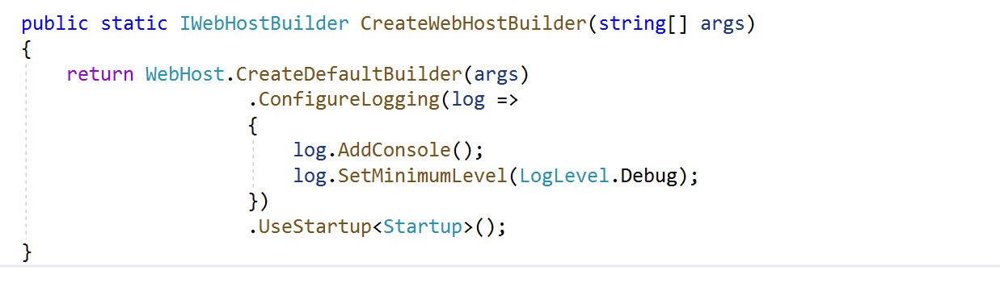 public static IWebHostBuilder CreateWebHostBuilder(string[] args)
{
    return WebHost.CreateDefaultBuilder(args)
                    .ConfigureLogging(log =>
                    {
                        log.AddConsole();
                        log.SetMinimumLevel(LogLevel.Debug);
                    })
                    .UseStartup<Startup>();
}